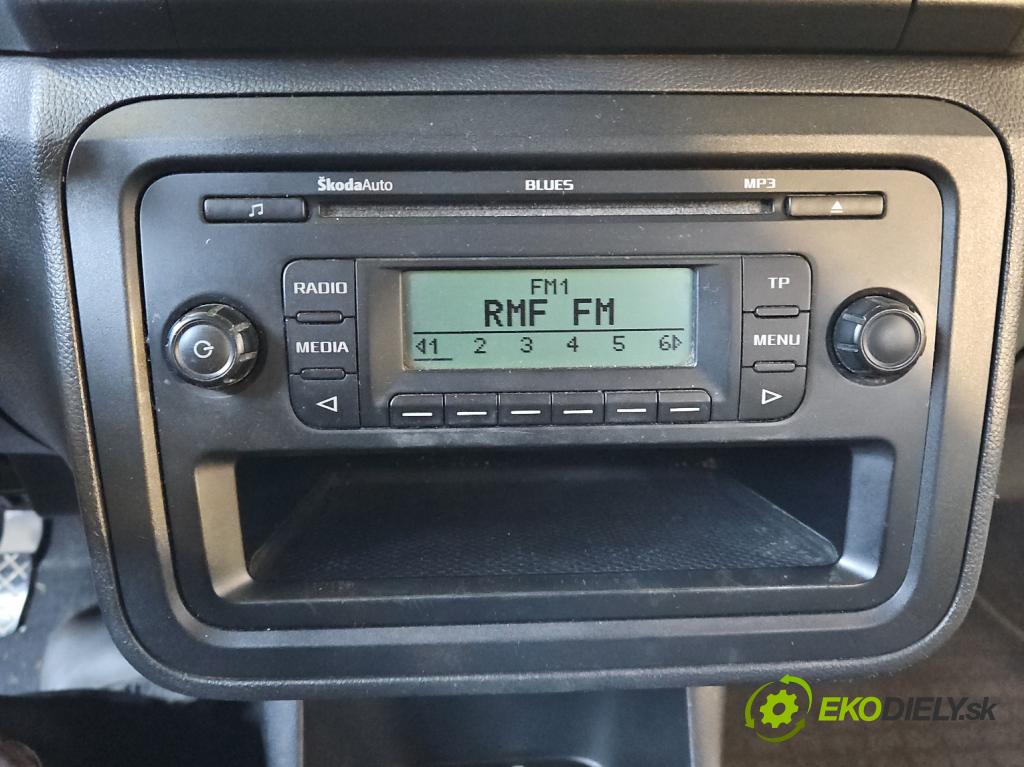 ŠkodaAuto BLUES MP3
RADIO TP
MEDIA MENU
FM1
RMF FM
1 2 3 4 5 6
EKODIELY.sk